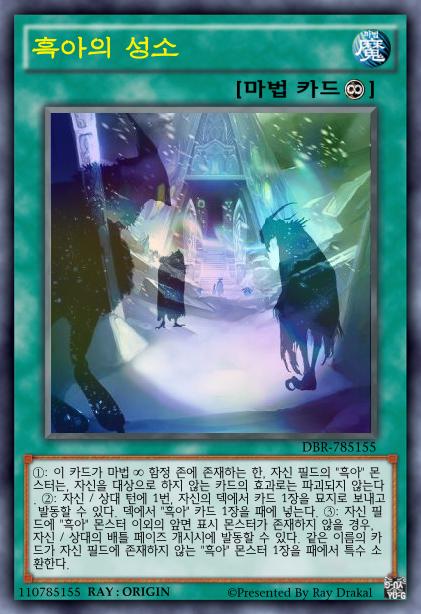 흑아의 성소
마법
魔
[마법 카드∞]
DBR-785155
①: 이 카드가 마법 ∞ 함정 존에 존재하는 한, 자신 필드의 "흑아" 몬
스터는, 자신을 대상으로 하지 않는 카드의 효과로는 파괴되지 않는다
. ②: 자신 / 상대 턴에 1번, 자신의 덱에서 카드 1장을 묘지로 보내고
발동할 수 있다. 덱에서 "흑아" 카드 1장을 패에 넣는다. ③: 자신 필
드에 "흑아" 몬스터 이외의 앞면 표시 몬스터가 존재하지 않을 경우,
자신 / 상대의 배틀 페이즈 개시시에 발동할 수 있다. 같은 이름의 카
드가 자신 필드에 존재하지 않는 "흑아" 몬스터 1장을 패에서 특수 소
환한다.
110785155 RAY : ORIGIN ©Presented By Ray Drakal